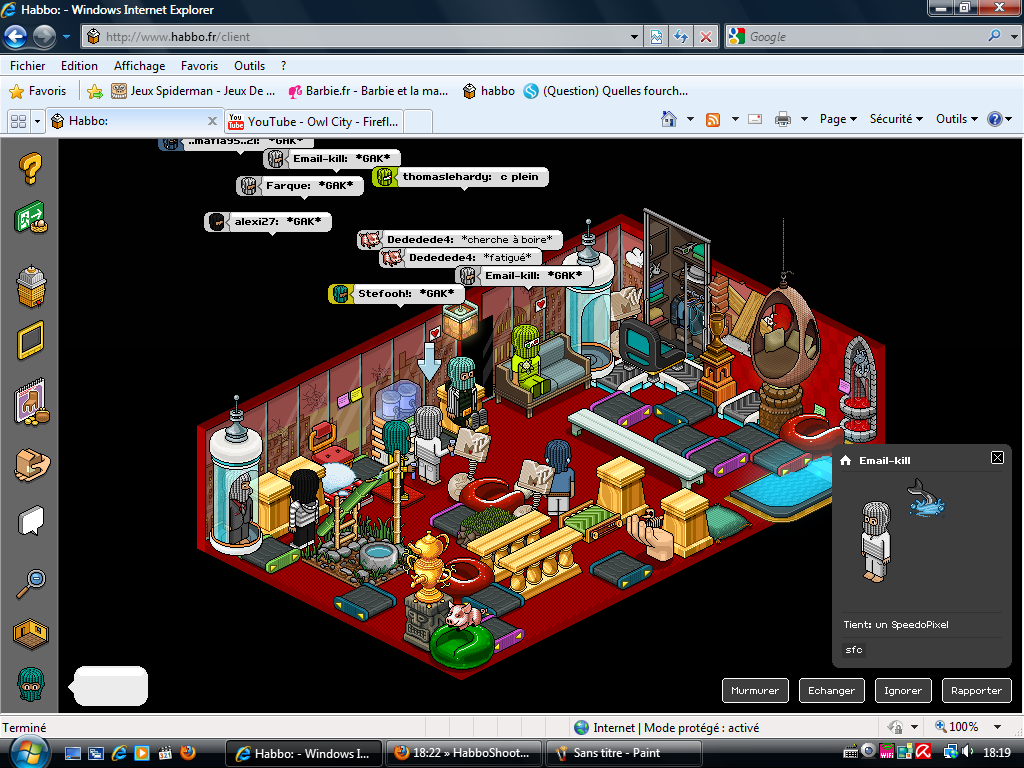 Habbo: - Windows Internet Explorer
http://www.habbo.fr/client
Google
Fichier Edition Affichage Favoris Outils ?
Favoris Jeux Spiderman - Jeux De ... Barbie.fr - Barbie et la ma... habbo (Question) Quelles fourch...
Habbo: YouTube - Owl City - Firefl... Page Sécurité Outils
..mafia95..2i: *GAK*
Email-kill: *GAK*
thomaslehardy: c plein
Farque: *GAK*
alexi27: *GAK*
Dededede4: *cherche à boire*
Dededede4: *fatigué*
Email-kill: *GAK*
Stefooh!: *GAK*
Email-kill
Tient: un SpeedoPixel
sfc
Murmurer Echanger Ignorer Rapporter
Terminé Internet | Mode protégé : activé 100%
Habbo: - Windows I... 18:22 » HabboShoot... Sans titre - Paint 18:19